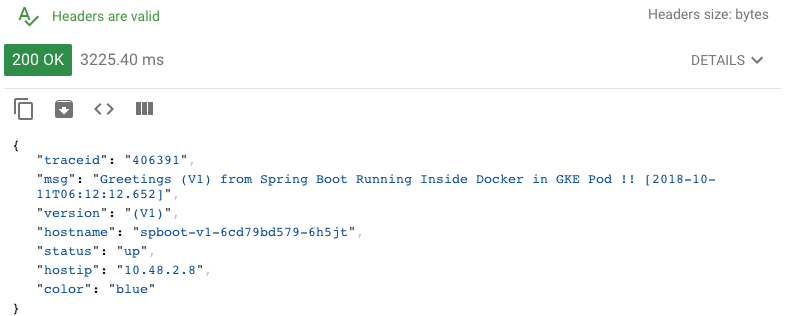 Headers are valid
Headers size: bytes
200 OK 3225.40 ms
DETAILS
{
"traceid": "406391",
"msg": "Greetings (V1) from Spring Boot Running Inside Docker in GKE Pod !! [2018-10-
11T06:12:12.652]",
"version": "(V1)",
"hostname": "spboot-v1-6cd79bd579-6h5jt",
"status": "up",
"hostip": "10.48.2.8",
"color": "blue"
}